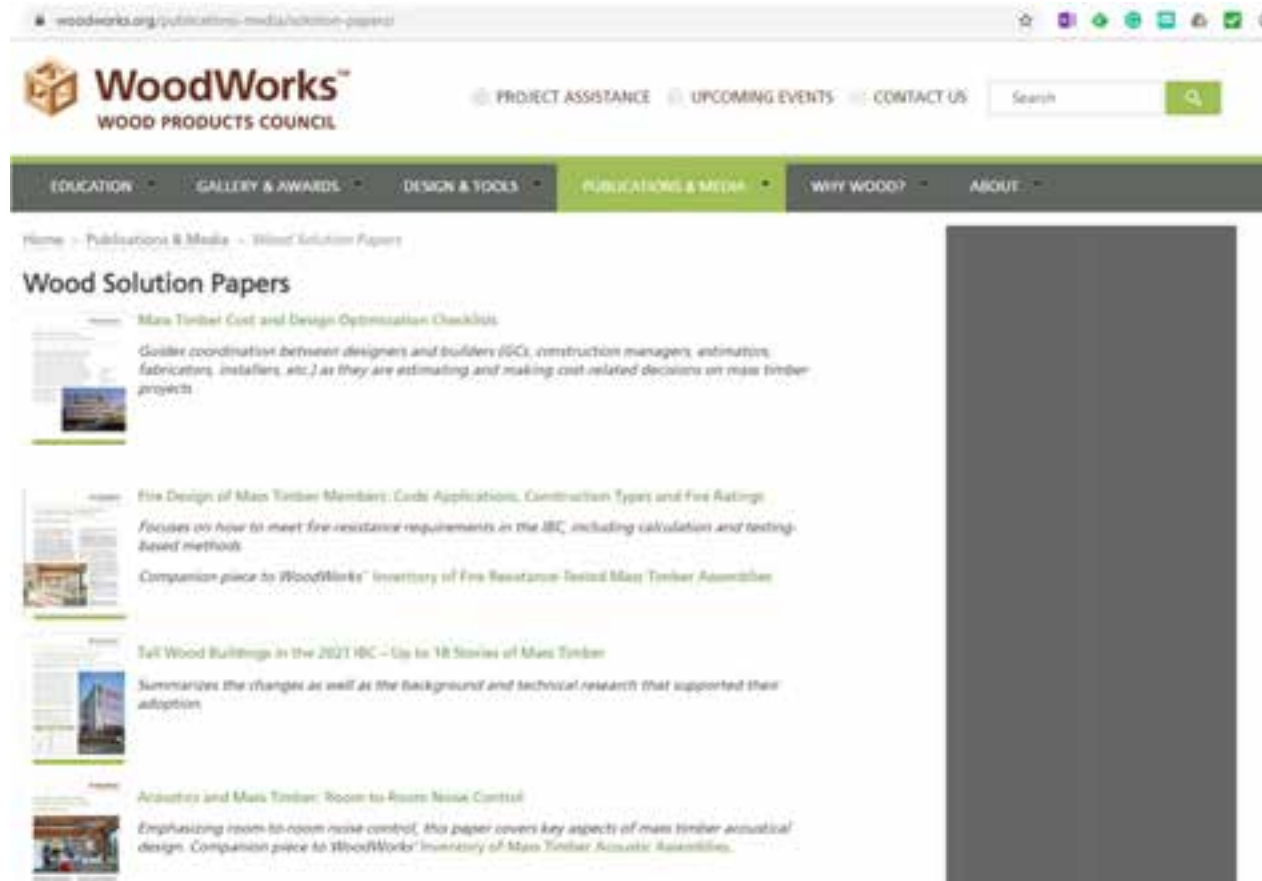 woodworks.org/publications-media/solution-papers/
WoodWorks™
WOOD PRODUCTS COUNCIL
PROJECT ASSISTANCE UPCOMING EVENTS CONTACT US Search
EDUCATION GALLERY & AWARDS DESIGN & TOOLS PUBLICATIONS & MEDIA WHY WOOD? ABOUT
Home - Publications & Media - Wood Solution Papers
Wood Solution Papers
Mass Timber Cost and Design Optimization Checklists
Guides coordination between designers and builders (GCs, construction managers, estimators,
fabricators, installers, etc.) as they are estimating and making cost-related decisions on mass timber
projects
Fire Design of Mass Timber Members: Code Applications, Construction Types and Fire Ratings
Focuses on how to meet fire-resistance requirements in the IBC, including calculation and testing-
based methods
Companion piece to WoodWorks' Inventory of Fire Resistance-Tested Mass Timber Assemblies
Tall Wood Buildings in the 2021 IBC – Up to 18 Stories of Mass Timber
Summarizes the changes as well as the background and technical research that supported their
adoption
Acoustics and Mass Timber: Room-to-Room Noise Control
Emphasizing room-to-room noise control, this paper covers key aspects of mass timber acoustical
design. Companion piece to WoodWorks' Inventory of Mass Timber Acoustic Assemblies.